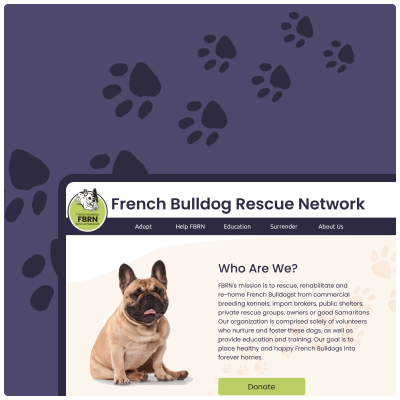 French Bulldog Rescue Network
FBRN
Adopt Help FBRN Education Surrender About Us
Who Are We?
FBRN's mission is to rescue, rehabilitate and
re-home French Bulldogst from commercial
breeding kennels, import brokers, public shelters,
private rescue groups, owners or good Samaritans.
Our organization is comprised solely of volunteers
who nurture and foster these dogs, as well as
provide education and training. Our goal is to
place healthy and happy French Bulldogs into
forever homes.
Donate